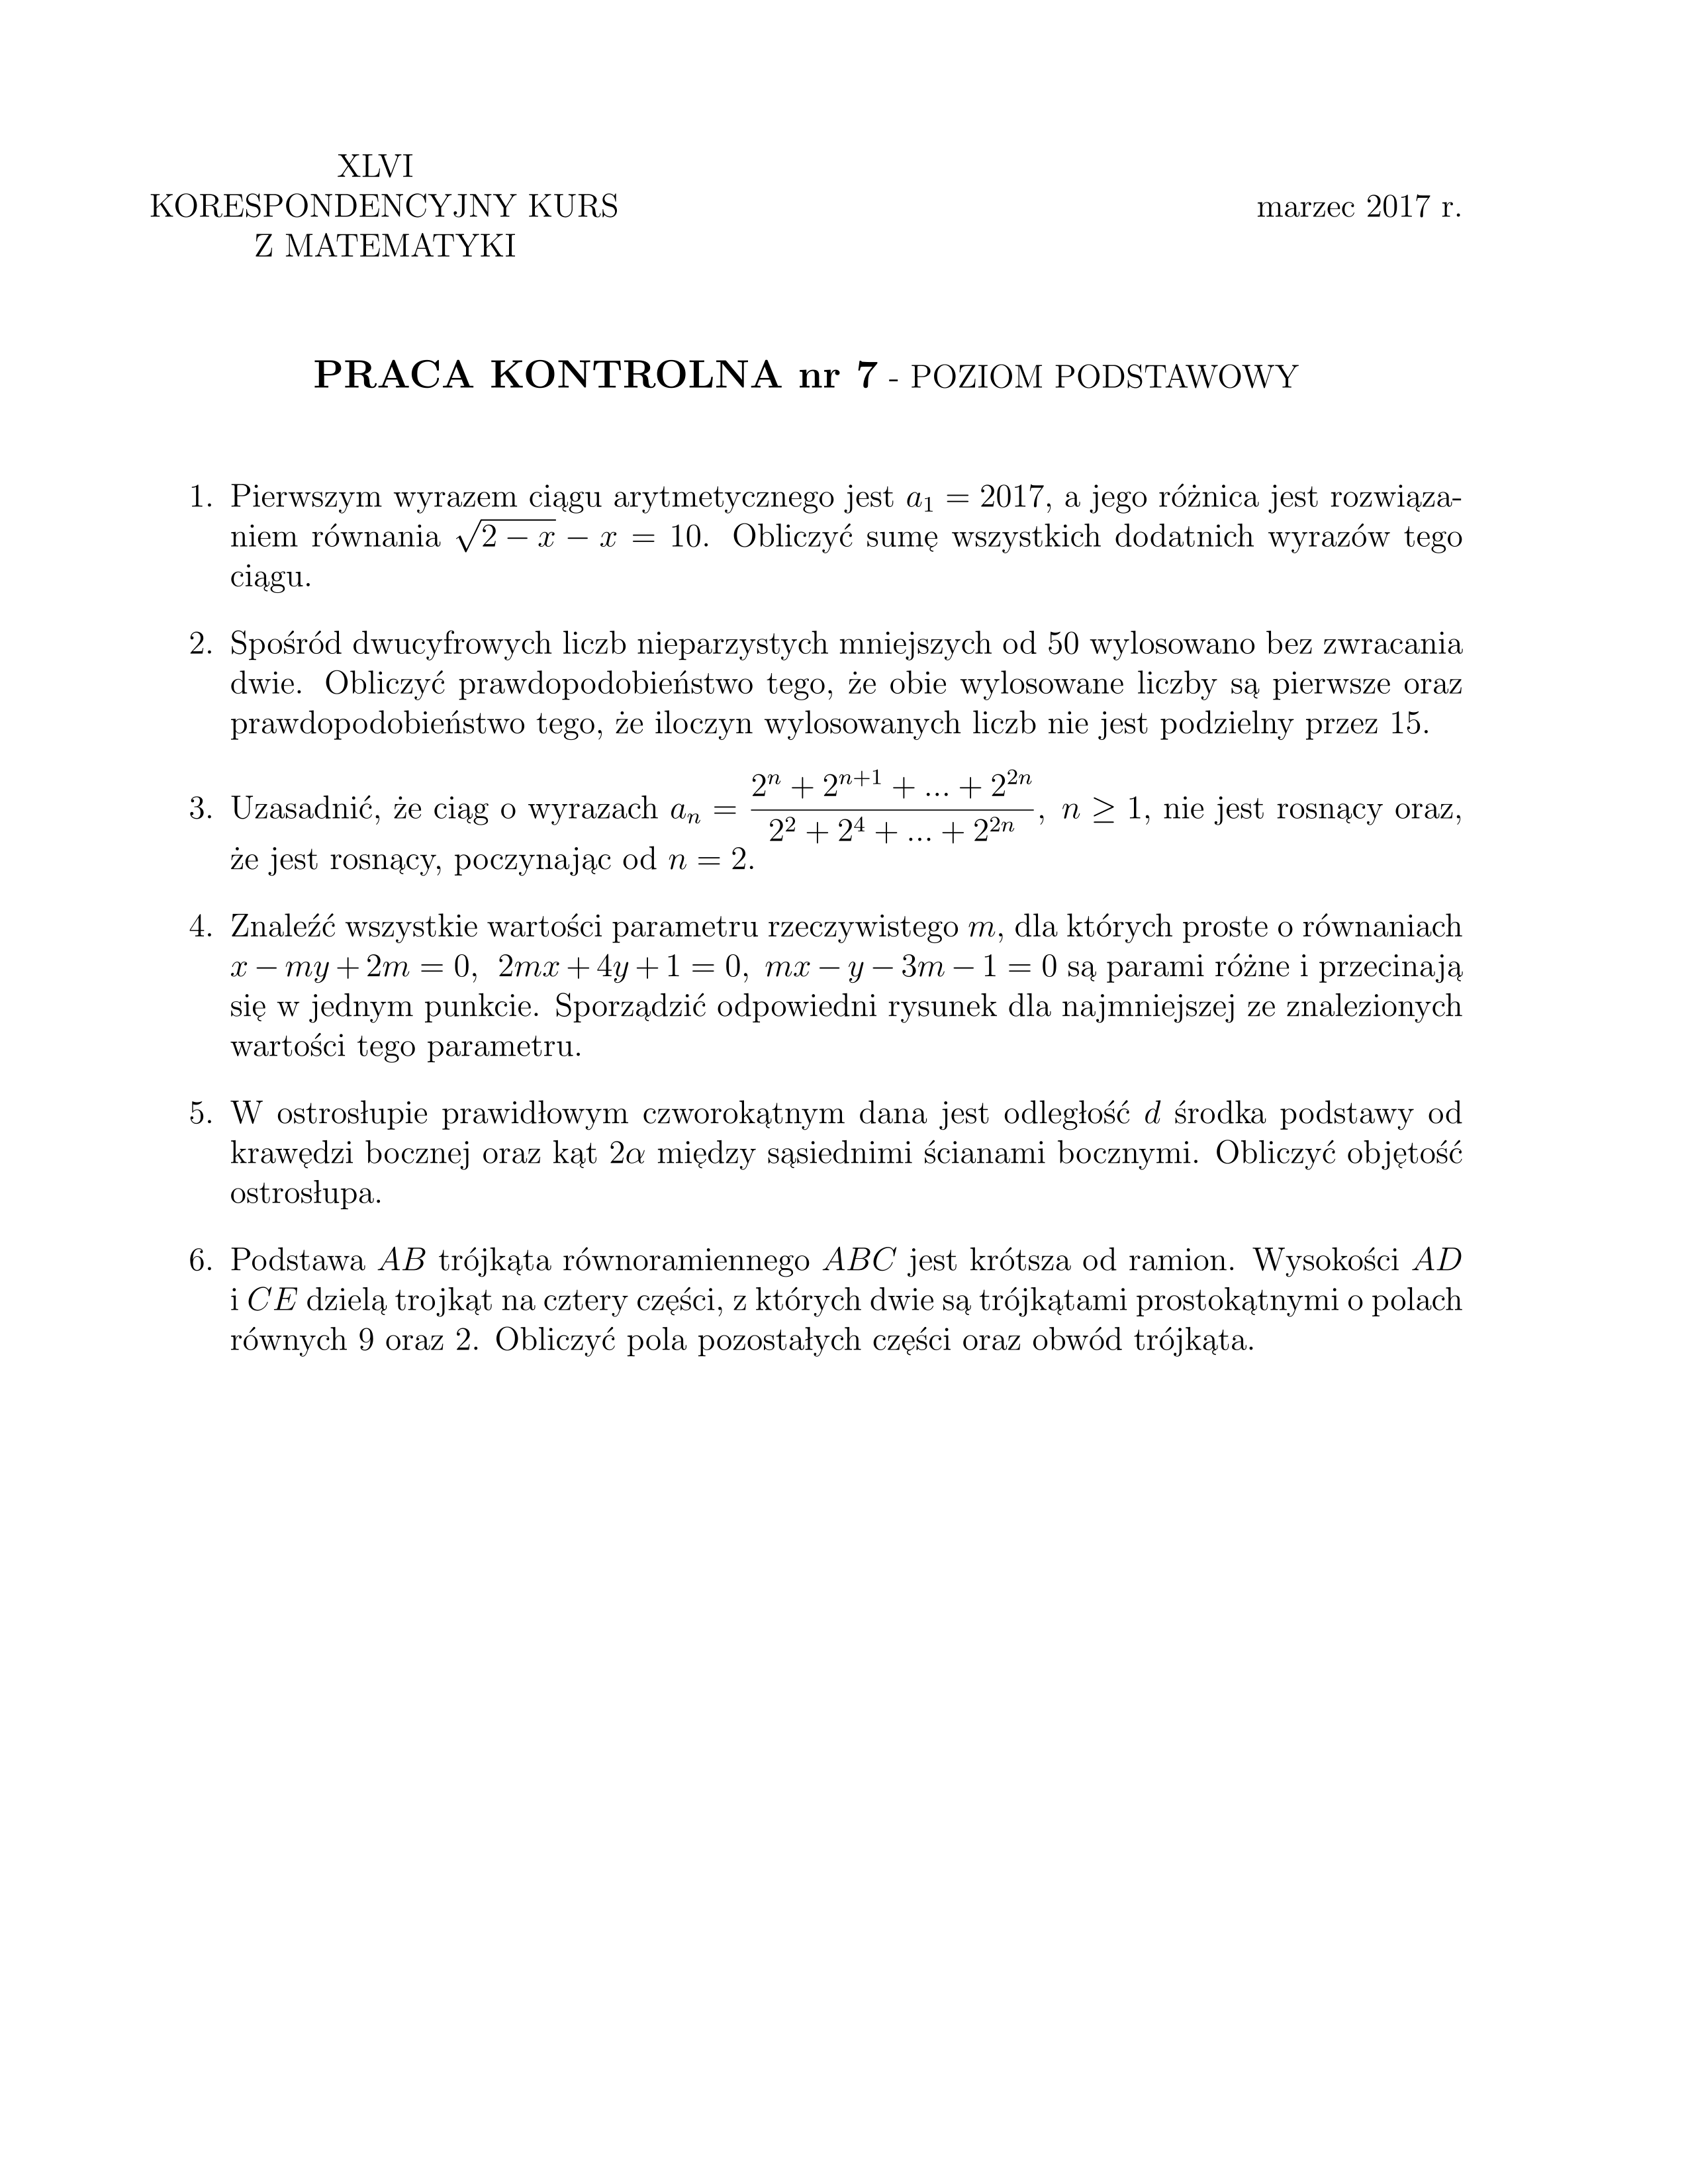 XLVI
KORESPONDENCYJNY KURS
Z MATEMATYKI
marzec 2017 r.
PRACA KONTROLNA nr 7 - POZIOM PODSTAWOWY
1. Pierwszym wyrazem ciągu arytmetycznego jest $a_1 = 2017$, a jego różnica jest rozwiąza-
niem równania $\sqrt{2-x} - x = 10$. Obliczyć sumę wszystkich dodatnich wyrazów tego
ciągu.
2. Spośród dwucyfrowych liczb nieparzystych mniejszych od 50 wylosowano bez zwracania
dwie. Obliczyć prawdopodobieństwo tego, że obie wylosowane liczby są pierwsze oraz
prawdopodobieństwo tego, że iloczyn wylosowanych liczb nie jest podzielny przez 15.
3. Uzasadnić, że ciąg o wyrazach $a_n = \frac{2^n + 2^{n+1} + ... + 2^{2n}}{2^2 + 2^4 + ... + 2^{2n}}$, $n \geq 1$, nie jest rosnący oraz,
że jest rosnący, poczynając od $n = 2$.
4. Znaleźć wszystkie wartości parametru rzeczywistego $m$, dla których proste o równaniach
$x - my + 2m = 0$, $2mx + 4y + 1 = 0$, $mx - y - 3m - 1 = 0$ są parami różne i przecinają
się w jednym punkcie. Sporządzić odpowiedni rysunek dla najmniejszej ze znalezionych
wartości tego parametru.
5. W ostrosłupie prawidłowym czworokątnym dana jest odległość $d$ środka podstawy od
krawędzi bocznej oraz kąt $2\alpha$ między sąsiednimi ścianami bocznymi. Obliczyć objętość
ostrosłupa.
6. Podstawa $AB$ trójkąta równoramiennego $ABC$ jest krótsza od ramion. Wysokości $AD$
i $CE$ dzielą trojkąt na cztery części, z których dwie są trójkątami prostokątnymi o polach
równych 9 oraz 2. Obliczyć pola pozostałych części oraz obwód trójkąta.